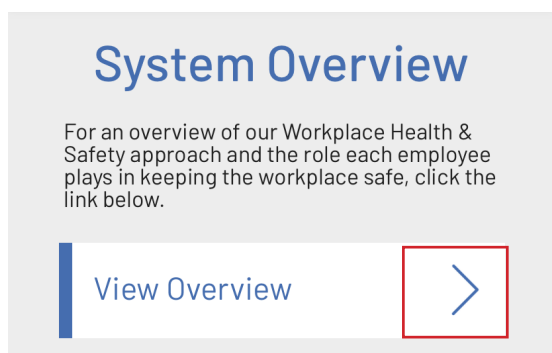 System Overview
For an overview of our Workplace Health &
Safety approach and the role each employee
plays in keeping the workplace safe, click the
link below.
View Overview